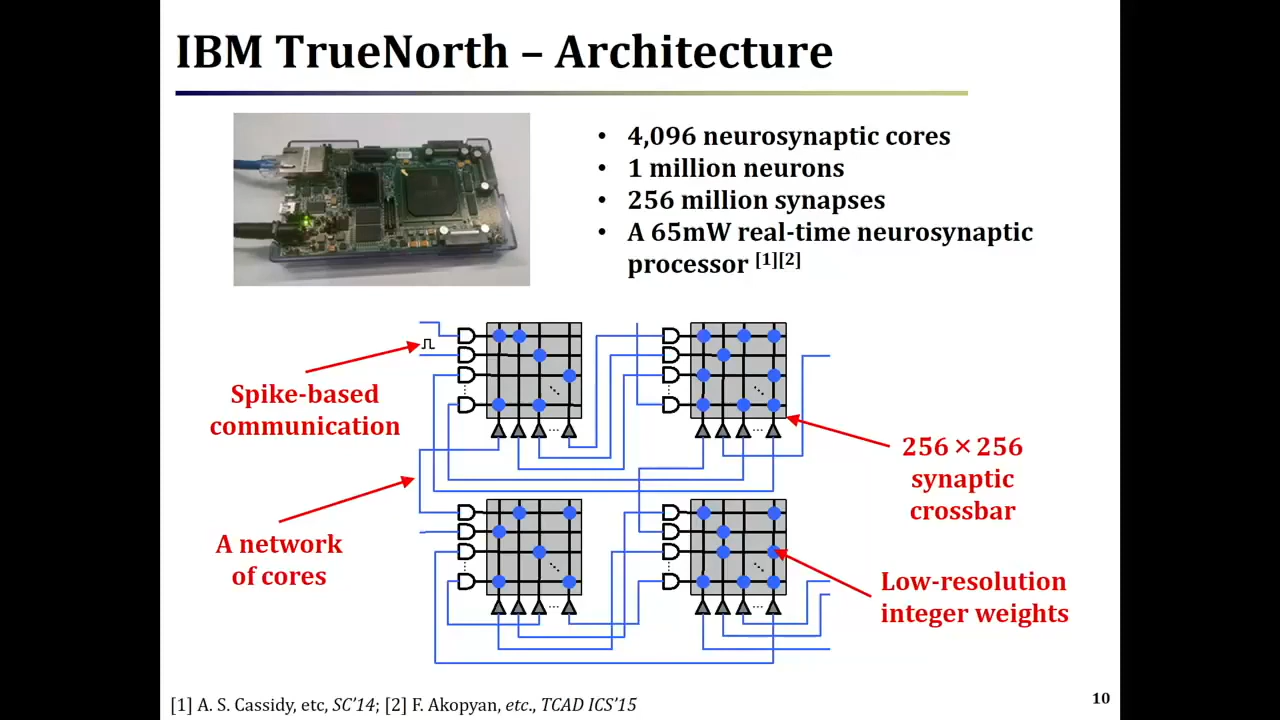 IBM TrueNorth – Architecture
• 4,096 neurosynaptic cores
• 1 million neurons
• 256 million synapses
• A 65mW real-time neurosynaptic
processor [1][2]
Spike-based
communication
256 × 256
synaptic
crossbar
A network
of cores
Low-resolution
integer weights
[1] A. S. Cassidy, etc, SC’14; [2] F. Akopyan, etc., TCAD ICS’15
10